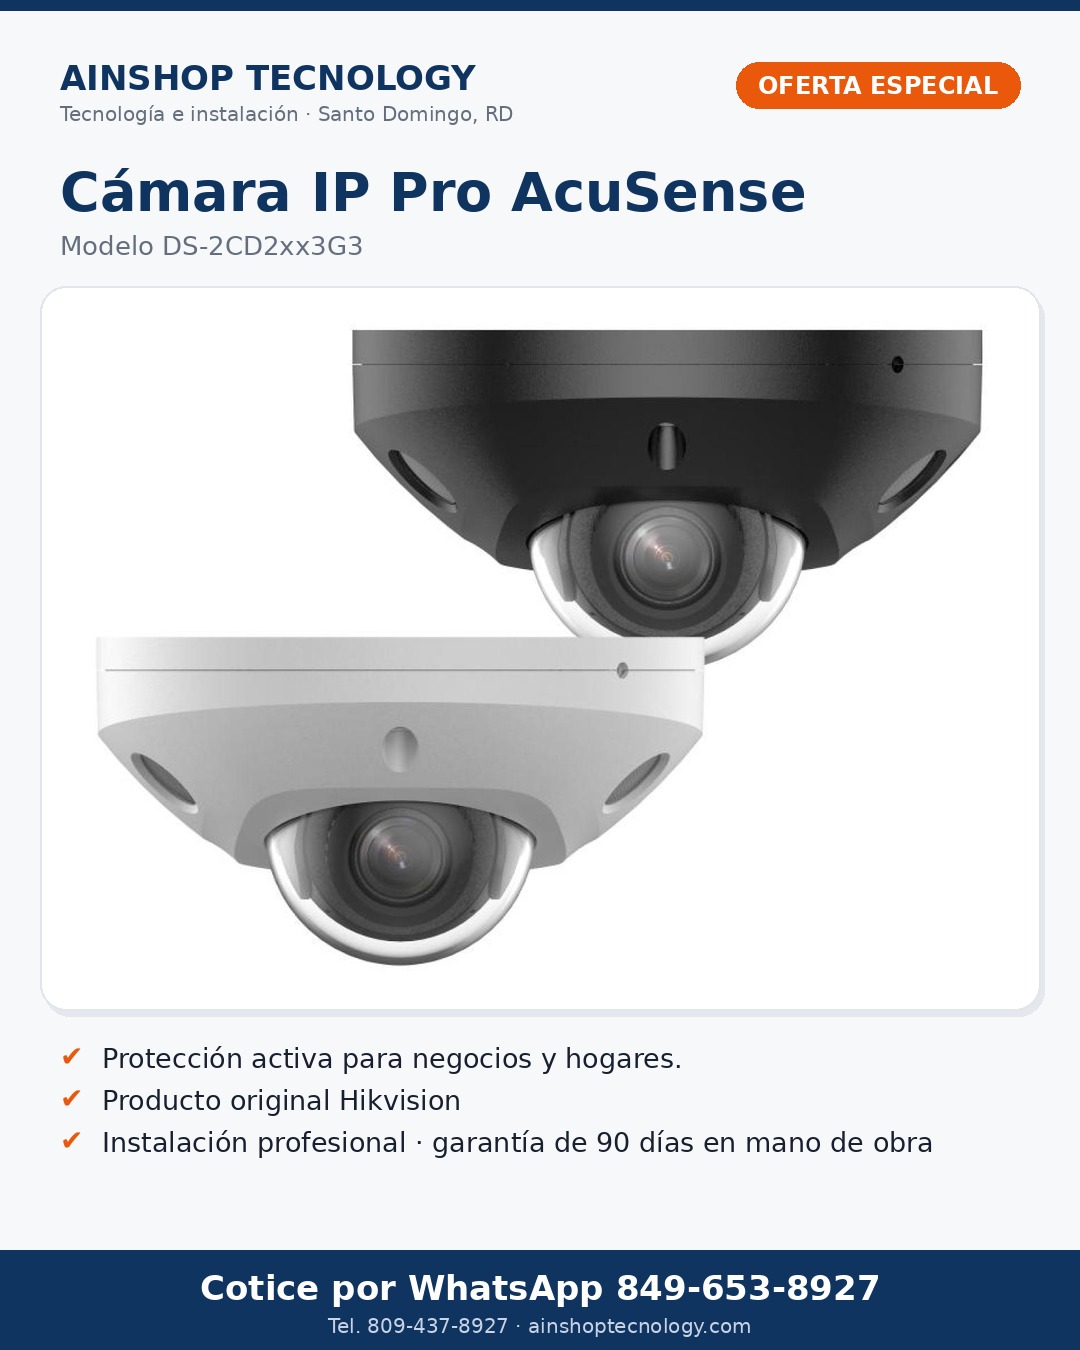 AINSHOP TECNOLOGY
OFERTA ESPECIAL
Tecnología e instalación · Santo Domingo, RD
Cámara IP Pro AcuSense
Modelo DS-2CD2xx3G3
✔ Protección activa para negocios y hogares.
✔ Producto original Hikvision
✔ Instalación profesional · garantía de 90 días en mano de obra
Cotice por WhatsApp 849-653-8927
Tel. 809-437-8927 · ainshoptecnology.com